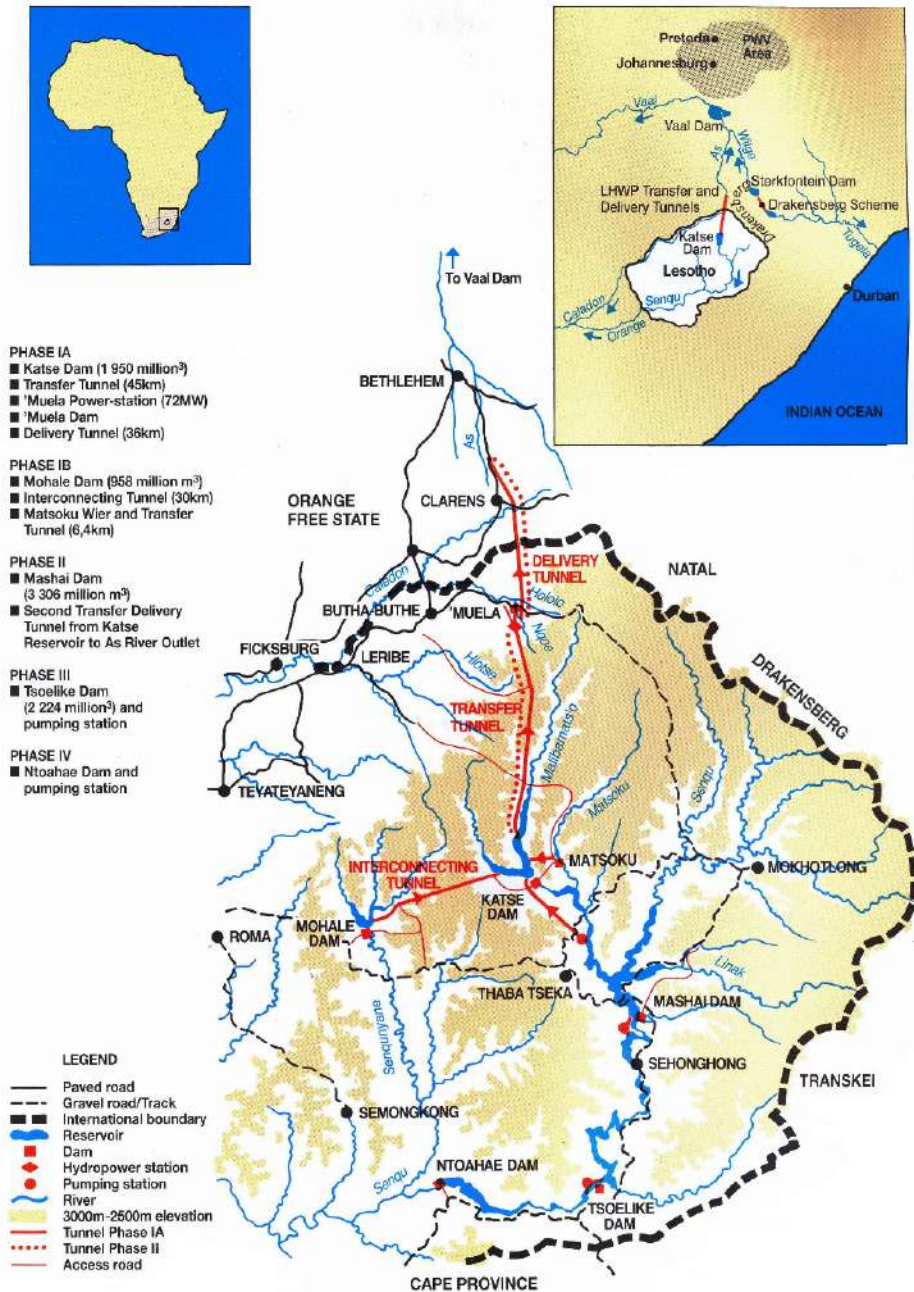 Pretoda
Johannesburg
PWV
Area
Vaal
Vaal Dam
As
Wilge
Sterkfontein Dam
LHWP Transfer and
Delivery Tunnels
Drakensberg
Drakensberg Scheme
Tugela
Katse
Dam
Lesotho
Senqu
Caladon
Orange
Durban
INDIAN OCEAN
To Vaal Dam
PHASE IA
■ Katse Dam (1 950 million³)
■ Transfer Tunnel (45km)
■ 'Muela Power-station (72MW)
■ 'Muela Dam
■ Delivery Tunnel (36km)
PHASE IB
■ Mohale Dam (958 million m³)
■ Interconnecting Tunnel (30km)
■ Matsoku Wier and Transfer
Tunnel (6,4km)
PHASE II
■ Mashai Dam
(3 306 million m³)
■ Second Transfer Delivery
Tunnel from Katse
Reservoir to As River Outlet
PHASE III
■ Tsoelike Dam
(2 224 million³) and
pumping station
PHASE IV
■ Ntoahae Dam and
pumping station
BETHLEHEM
As
ORANGE
FREE STATE
CLARENS
DELIVERY
TUNNEL
NATAL
Caledon
Hololo
BUTHA-BUTHE
'MUELA
Nqoe
FICKSBURG
LERIBE
Hlotse
DRAKENSBERG
TRANSFER
TUNNEL
Malibamats'o
Matsoku
Senqu
TEYATEYANENG
MATSOKU
MOKHOTLONG
INTERCONNECTING
TUNNEL
KATSE
DAM
ROMA
MOHALE
DAM
THABA TSEKA
Linak
MASHAI DAM
Senqunyane
SEHONGHONG
TRANSKEI
SEMONGKONG
NTOAHAE DAM
Senqu
TSOELIKE
DAM
CAPE PROVINCE
LEGEND
Paved road
Gravel road/Track
International boundary
Reservoir
Dam
Hydropower station
Pumping station
River
3000m-2500m elevation
Tunnel Phase IA
Tunnel Phase II
Access road